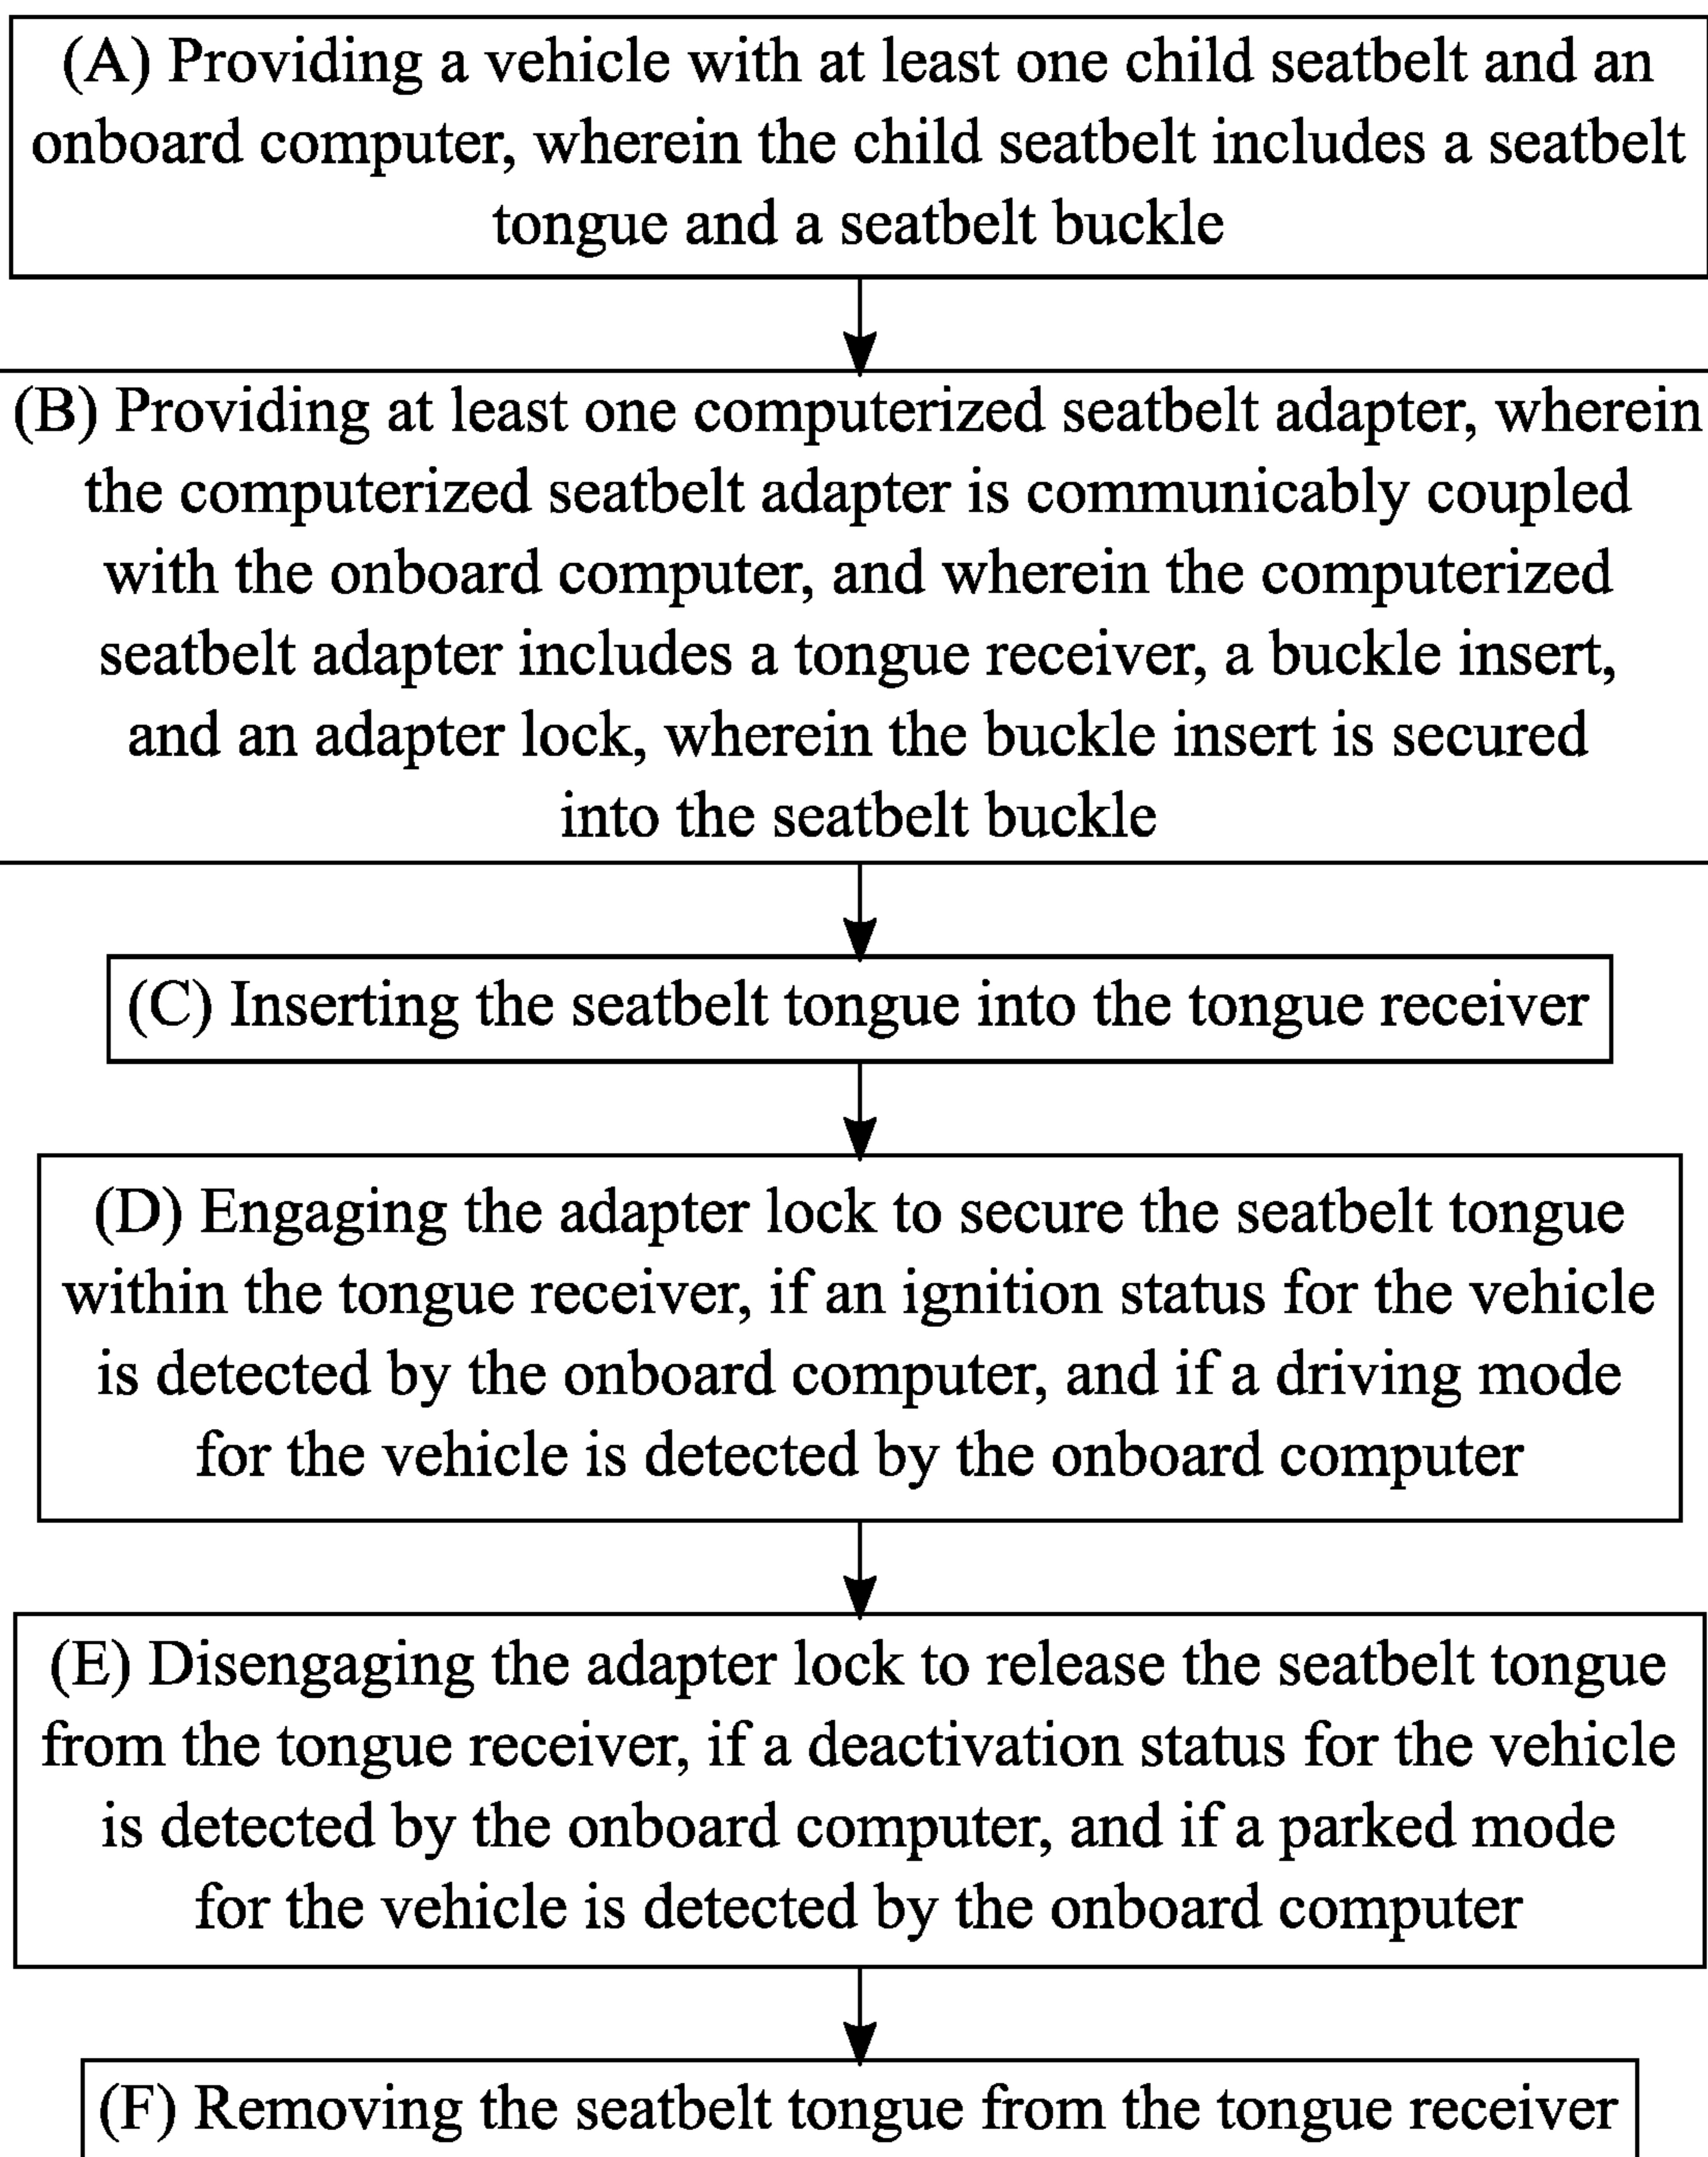 (A) Providing a vehicle with at least one child seatbelt and an
onboard computer, wherein the child seatbelt includes a seatbelt
tongue and a seatbelt buckle
(B) Providing at least one computerized seatbelt adapter, wherein
the computerized seatbelt adapter is communicably coupled
with the onboard computer, and wherein the computerized
seatbelt adapter includes a tongue receiver, a buckle insert,
and an adapter lock, wherein the buckle insert is secured
into the seatbelt buckle
(C) Inserting the seatbelt tongue into the tongue receiver
(D) Engaging the adapter lock to secure the seatbelt tongue
within the tongue receiver, if an ignition status for the vehicle
is detected by the onboard computer, and if a driving mode
for the vehicle is detected by the onboard computer
(E) Disengaging the adapter lock to release the seatbelt tongue
from the tongue receiver, if a deactivation status for the vehicle
is detected by the onboard computer, and if a parked mode
for the vehicle is detected by the onboard computer
(F) Removing the seatbelt tongue from the tongue receiver